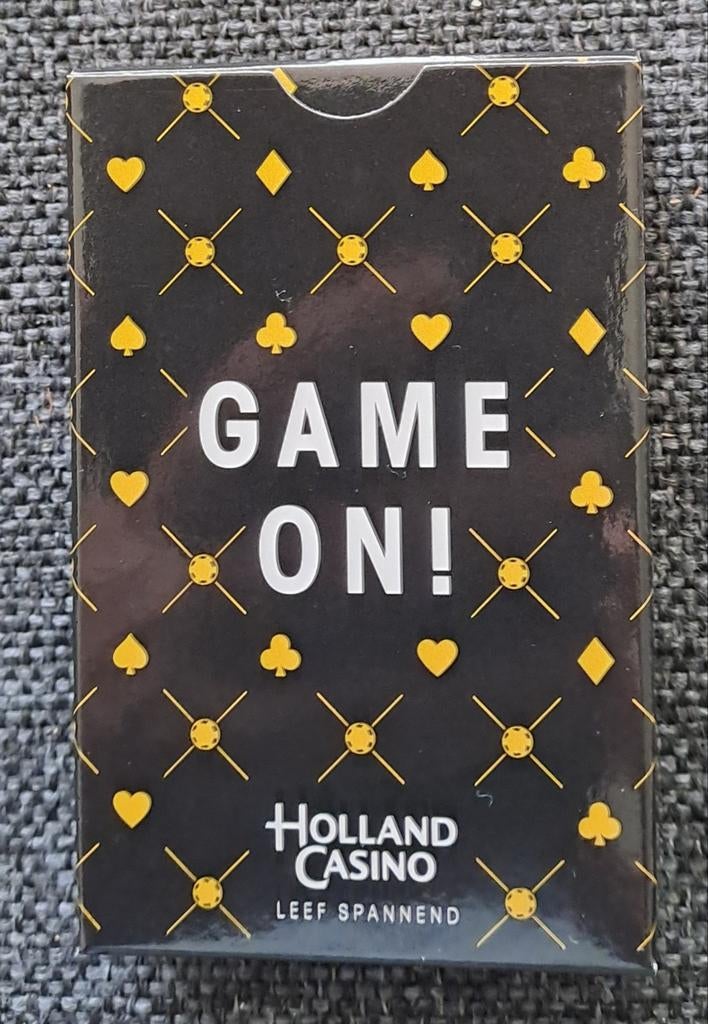 GAME
ON!
HOLLAND
CASINO
LEEF SPANNEND